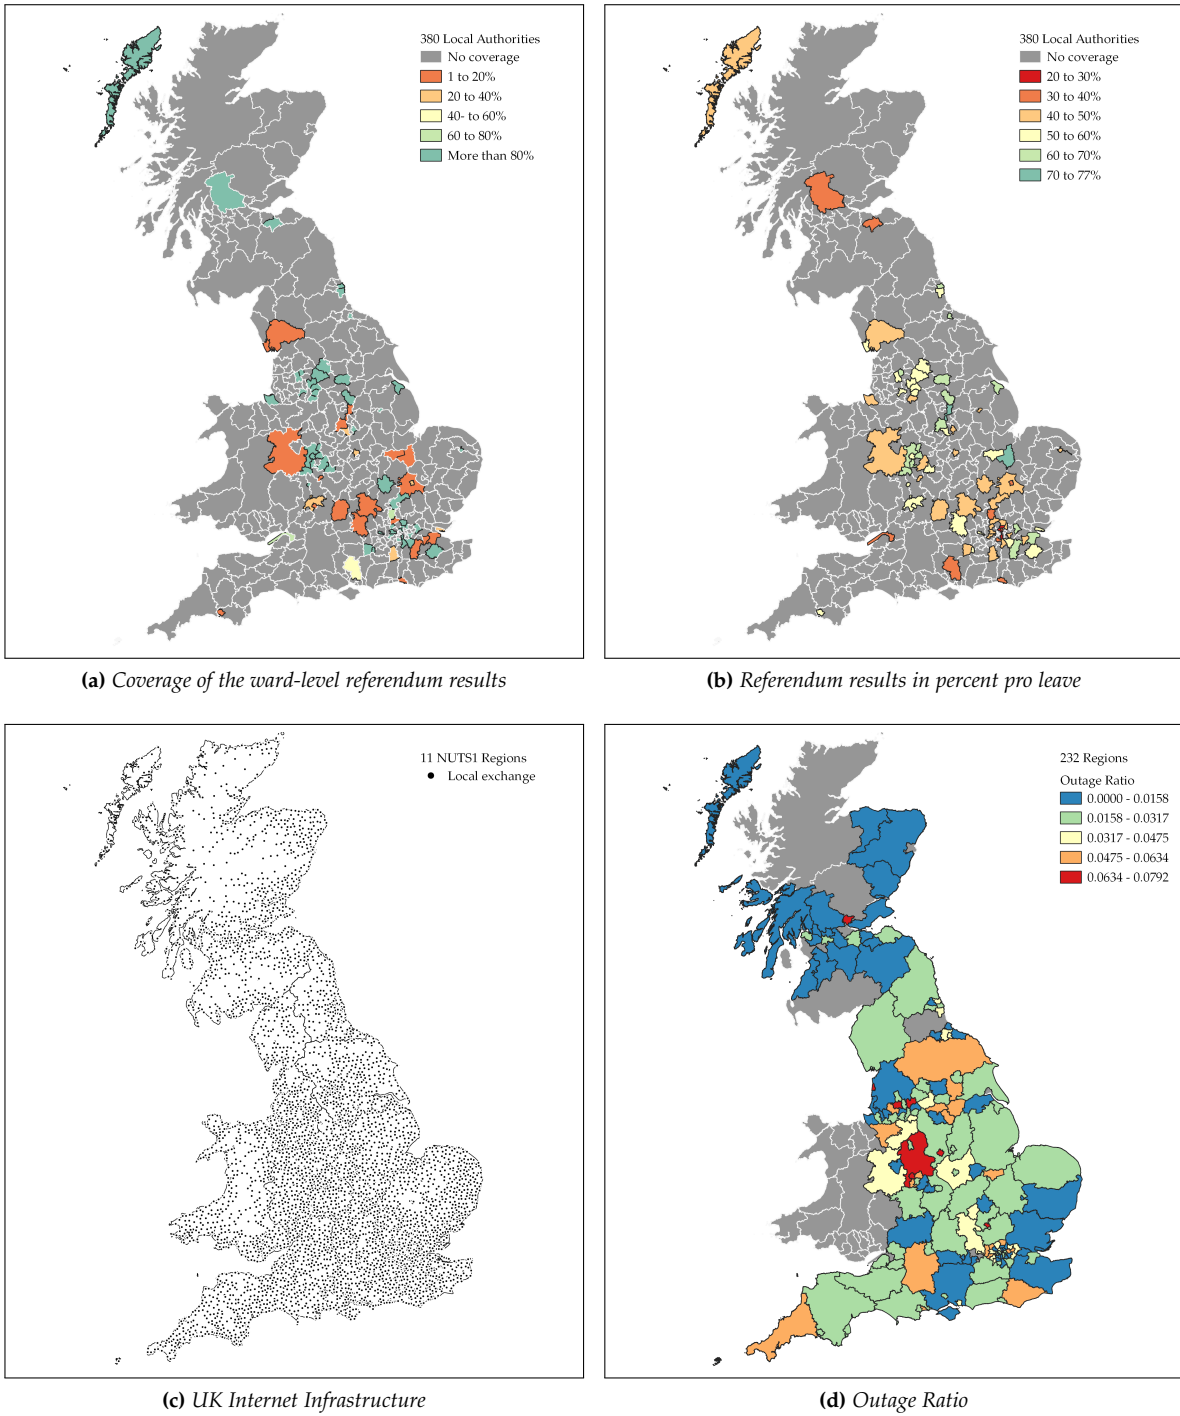 380 Local Authorities
No coverage
1 to 20%
20 to 40%
40- to 60%
60 to 80%
More than 80%
(a) Coverage of the ward-level referendum results
380 Local Authorities
No coverage
20 to 30%
30 to 40%
40 to 50%
50 to 60%
60 to 70%
70 to 77%
(b) Referendum results in percent pro leave
11 NUTS1 Regions
Local exchange
(c) UK Internet Infrastructure
232 Regions
Outage Ratio
0.0000 - 0.0158
0.0158 - 0.0317
0.0317 - 0.0475
0.0475 - 0.0634
0.0634 - 0.0792
(d) Outage Ratio